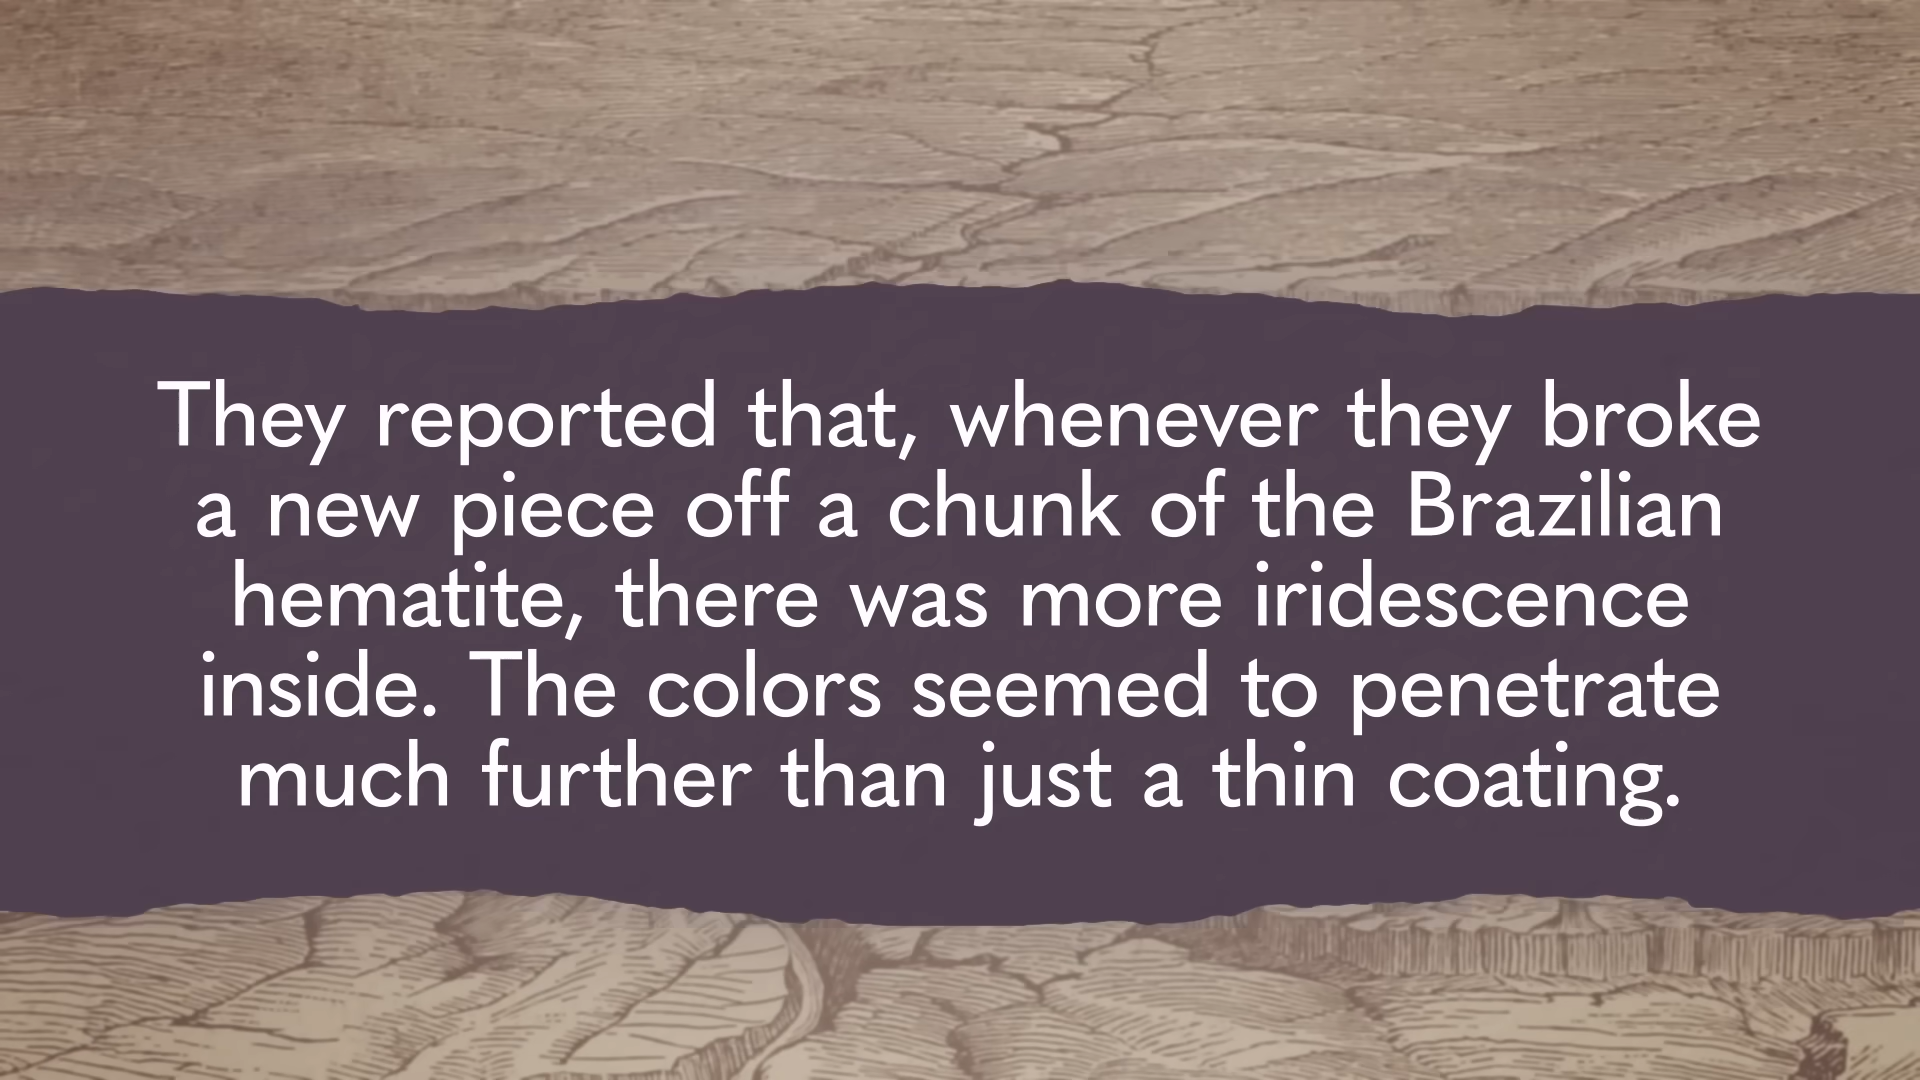 They reported that, whenever they broke
a new piece off a chunk of the Brazilian
hematite, there was more iridescence
inside. The colors seemed to penetrate
much further than just a thin coating.